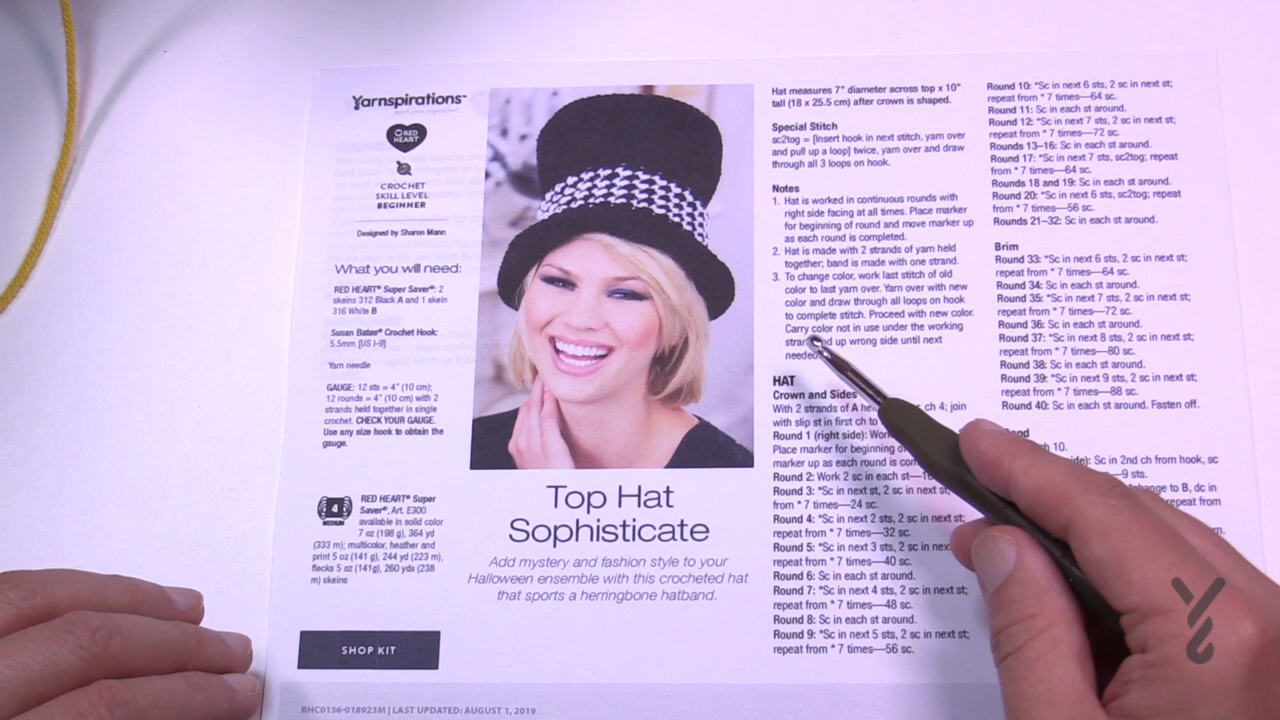 Yarnspirations™
RED
HEART
CROCHET
SKILL LEVEL
BEGINNER
Designed by Sharon Mann
What you will need:
RED HEART® Super Saver®: 2
skeins 312 Black A and 1 skein
316 White B
Susan Bates® Crochet Hook:
5.5mm [US I-9]
Yarn needle
GAUGE: 12 sts = 4" (10 cm);
12 rounds = 4" (10 cm) with 2
strands held together in single
crochet. CHECK YOUR GAUGE.
Use any size hook to obtain the
gauge.
4
MEDIUM
RED HEART® Super
Saver®, Art. E300
available in solid color
7 oz (198 g), 364 yd
(333 m); multicolor, heather and
print 5 oz (141 g), 244 yd (223 m),
flecks 5 oz (141g), 260 yds (238
m) skeins
SHOP KIT
RHC0136-018923M | LAST UPDATED: AUGUST 1, 2019
Top Hat
Sophisticate
Add mystery and fashion style to your
Halloween ensemble with this crocheted hat
that sports a herringbone hatband.
Hat measures 7" diameter across top x 10"
tall (18 x 25.5 cm) after crown is shaped.
Special Stitch
sc2tog = [Insert hook in next stitch, yarn over
and pull up a loop] twice, yarn over and draw
through all 3 loops on hook.
Notes
1. Hat is worked in continuous rounds with
right side facing at all times. Place marker
for beginning of round and move marker up
as each round is completed.
2. Hat is made with 2 strands of yarn held
together; band is made with one strand.
3. To change color, work last stitch of old
color to last yarn over. Yarn over with new
color and draw through all loops on hook
to complete stitch. Proceed with new color.
Carry color not in use under the working
up wrong side until next
needed.
HAT
Crown and Sides
With 2 strands of A ch 4; join
with slip st in first ch to
Round 1 (right side):
Place marker for beginning
marker up as each round is
Round 2: Work 2 sc in each st—
Round 3: *Sc in next st, 2 sc in next st;
from * 7 times—24 sc.
Round 4: *Sc in next 2 sts, 2 sc in next st;
repeat from * 7 times—32 sc.
Round 5: *Sc in next 3 sts, 2 sc in next
repeat from * 7 times—40 sc.
Round 6: Sc in each st around.
Round 7: *Sc in next 4 sts, 2 sc in next st;
repeat from * 7 times—48 sc.
Round 8: Sc in each st around.
Round 9: *Sc in next 5 sts, 2 sc in next st;
repeat from * 7 times—56 sc.
Round 10: *Sc in next 6 sts, 2 sc in next st;
repeat from * 7 times—64 sc.
Round 11: Sc in each st around.
Round 12: *Sc in next 7 sts, 2 sc in next st;
repeat from * 7 times—72 sc.
Rounds 13–16: Sc in each st around.
Round 17: *Sc in next 7 sts, sc2tog; repeat
from * 7 times—64 sc.
Rounds 18 and 19: Sc in each st around.
Round 20: *Sc in next 6 sts, sc2tog; repeat
from * 7 times—56 sc.
Rounds 21–32: Sc in each st around.
Brim
Round 33: *Sc in next 6 sts, 2 sc in next st;
repeat from * 7 times—64 sc.
Round 34: Sc in each st around.
Round 35: *Sc in next 7 sts, 2 sc in next st;
repeat from * 7 times—72 sc.
Round 36: Sc in each st around.
Round 37: *Sc in next 8 sts, 2 sc in next st;
repeat from * 7 times—80 sc.
Round 38: Sc in each st around.
Round 39: *Sc in next 9 sts, 2 sc in next st;
repeat from * 7 times—88 sc.
Round 40: Sc in each st around. Fasten off.
ch 10.
Sc in 2nd ch from hook, sc
9 sts.
change to B, dc in
repeat from